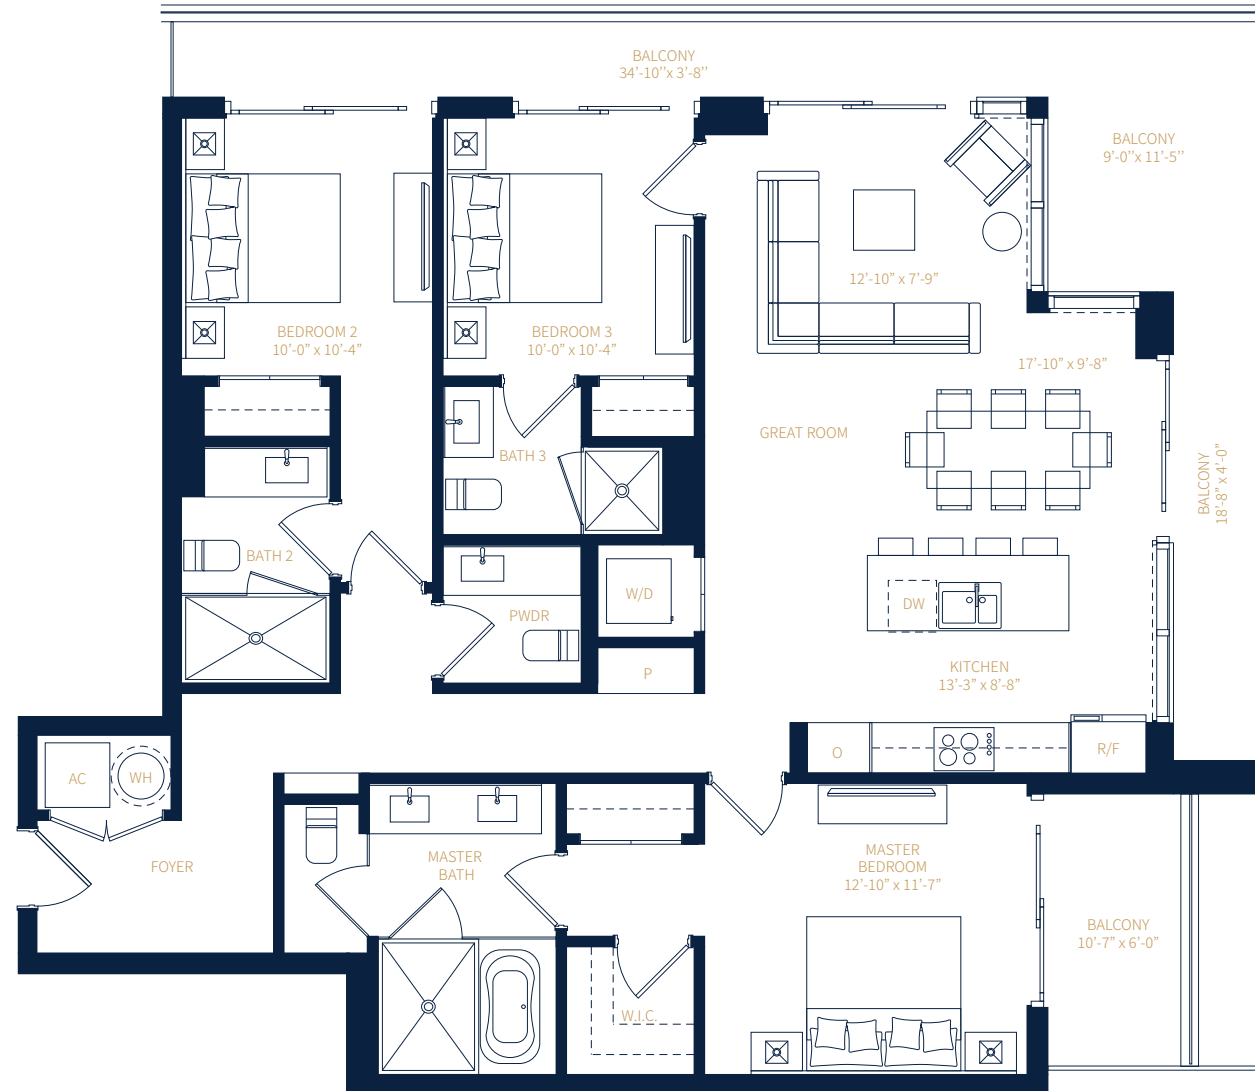 BALCONY
34’-10’’x 3’-8’’
BALCONY
9’-0’’x 11’-5’’
12’-10” x 7’-9”
BEDROOM 2
10’-0” x 10’-4”
BEDROOM 3
10’-0” x 10’-4”
17’-10” x 9’-8”
GREAT ROOM
BATH 3
BALCONY
18’-8” x 4’-0”
BATH 2
W/D
DW
PWDR
P
KITCHEN
13’-3” x 8’-8”
O
R/F
AC
WH
FOYER
MASTER
BATH
MASTER
BEDROOM
12’-10” x 11’-7”
BALCONY
10’-7” x 6’-0”
W.I.C.